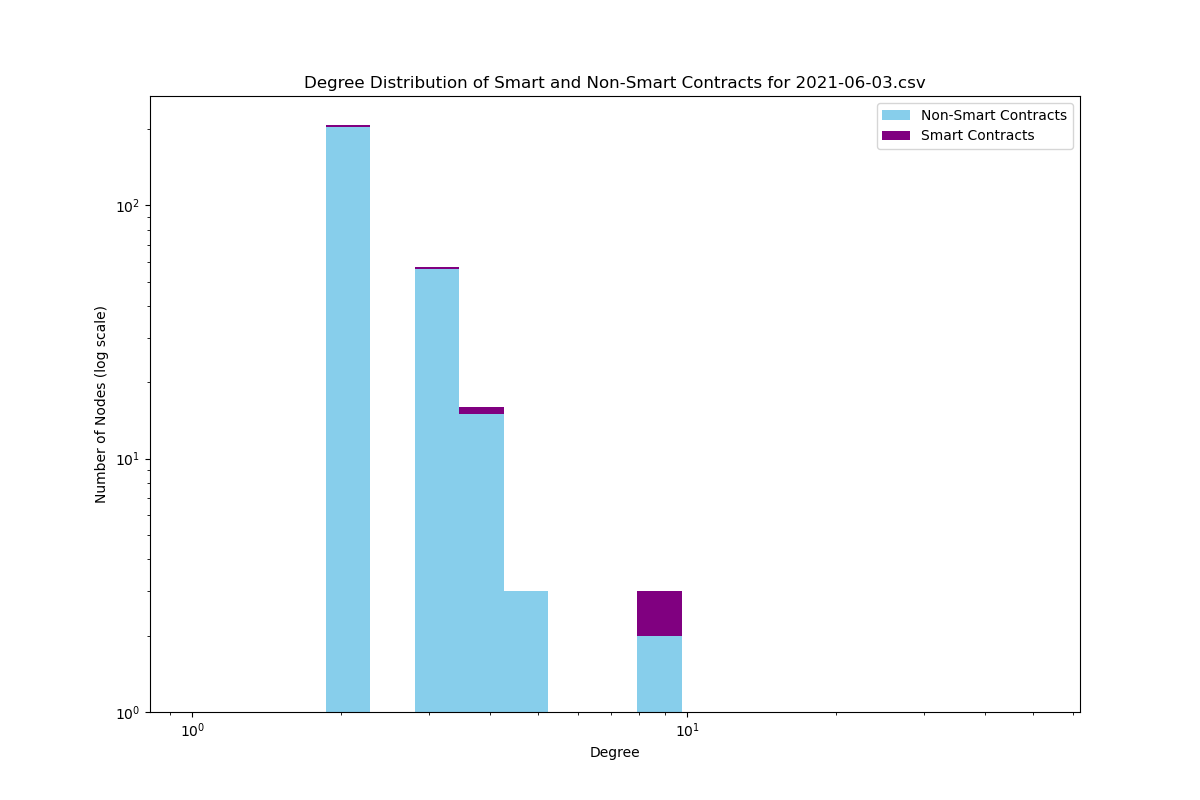 Degree Distribution of Smart and Non-Smart Contracts for 2021-06-03.csv
Non-Smart Contracts
Smart Contracts
Number of Nodes (log scale)
10²
10¹
10⁰
10⁰ 10¹
Degree